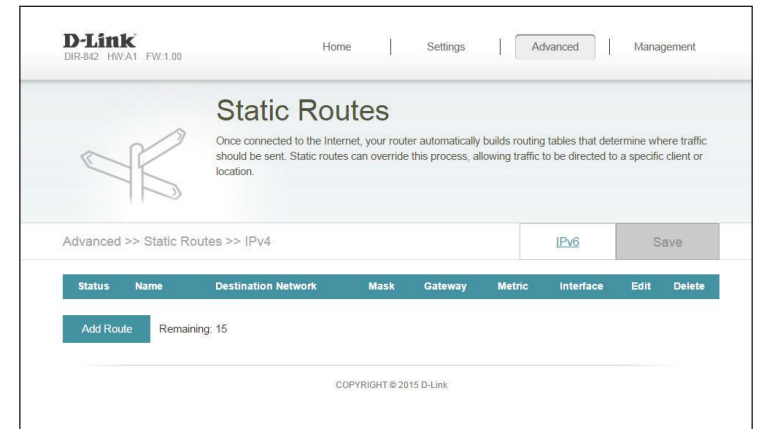 D-Link
DIR-842 HW:A1 FW:1.00
Home | Settings | Advanced | Management
Static Routes
Once connected to the Internet, your router automatically builds routing tables that determine where traffic
should be sent. Static routes can override this process, allowing traffic to be directed to a specific client or
location.
Advanced >> Static Routes >> IPv4
IPv6
Save
Status Name Destination Network Mask Gateway Metric Interface Edit Delete
Add Route Remaining: 15
COPYRIGHT © 2015 D-Link